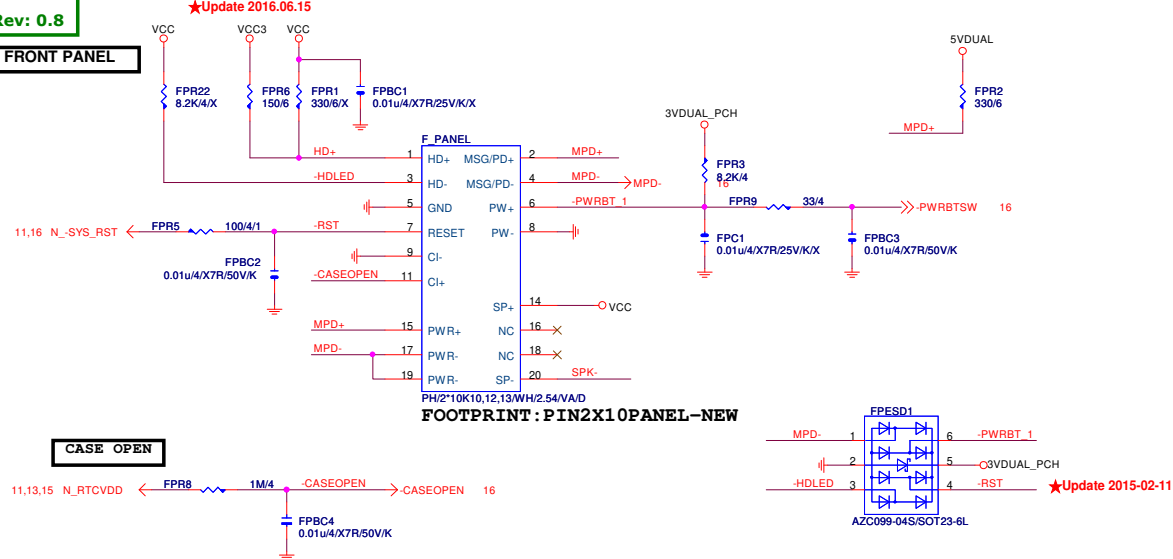 Rev: 0.8
★Update 2016.06.15
FRONT PANEL
VCC
VCC3
VCC
5VDUAL
FPR22
8.2K/4/X
FPR6
150/6
FPR1
330/6/X
FPBC1
0.01u/4/X7R/25V/K/X
FPR2
330/6
MPD+
3VDUAL_PCH
FPR3
8.2K/4
F_PANEL
HD+
1
HD+
MSG/PD+
2
MPD+
-HDLED
3
HD-
MSG/PD-
4
MPD-
MPD-
16
5
GND
PW+
6
-PWRBT_1
FPR9
33/4
-PWRBTSW
16
11,16
N_-SYS_RST
FPR5
100/4/1
-RST
7
RESET
PW-
8
FPC1
0.01u/4/X7R/25V/K/X
FPBC3
0.01u/4/X7R/50V/K
FPBC2
0.01u/4/X7R/50V/K
9
CI-
-CASEOPEN
11
CI+
SP+
14
VCC
MPD+
15
PWR+
NC
16
MPD-
17
PWR-
NC
18
19
PWR-
SP-
20
SPK-
PH/2*10K10,12,13/WH/2.54/VA/D
FOOTPRINT:PIN2X10PANEL-NEW
CASE OPEN
11,13,15
N_RTCVDD
FPR8
1M/4
-CASEOPEN
-CASEOPEN
16
FPBC4
0.01u/4/X7R/50V/K
FPESD1
MPD-
1
6
-PWRBT_1
2
5
3VDUAL_PCH
-HDLED
3
4
-RST
★Update 2015-02-11
AZC099-04S/SOT23-6L